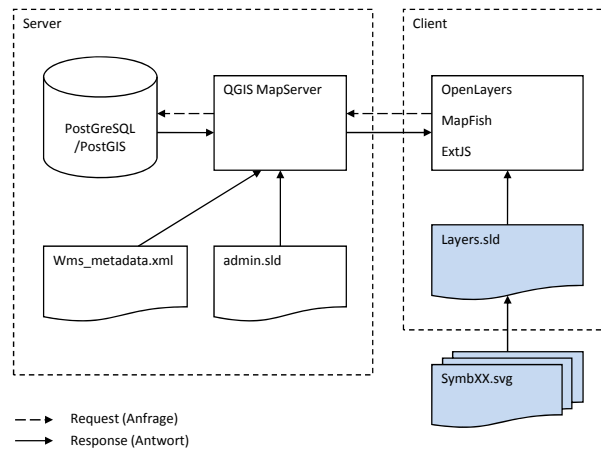 Server
Client
PostGreSQL
/PostGIS
QGIS MapServer
OpenLayers
MapFish
ExtJS
Wms_metadata.xml
admin.sld
Layers.sld
SymbXX.svg
Request (Anfrage)
Response (Antwort)